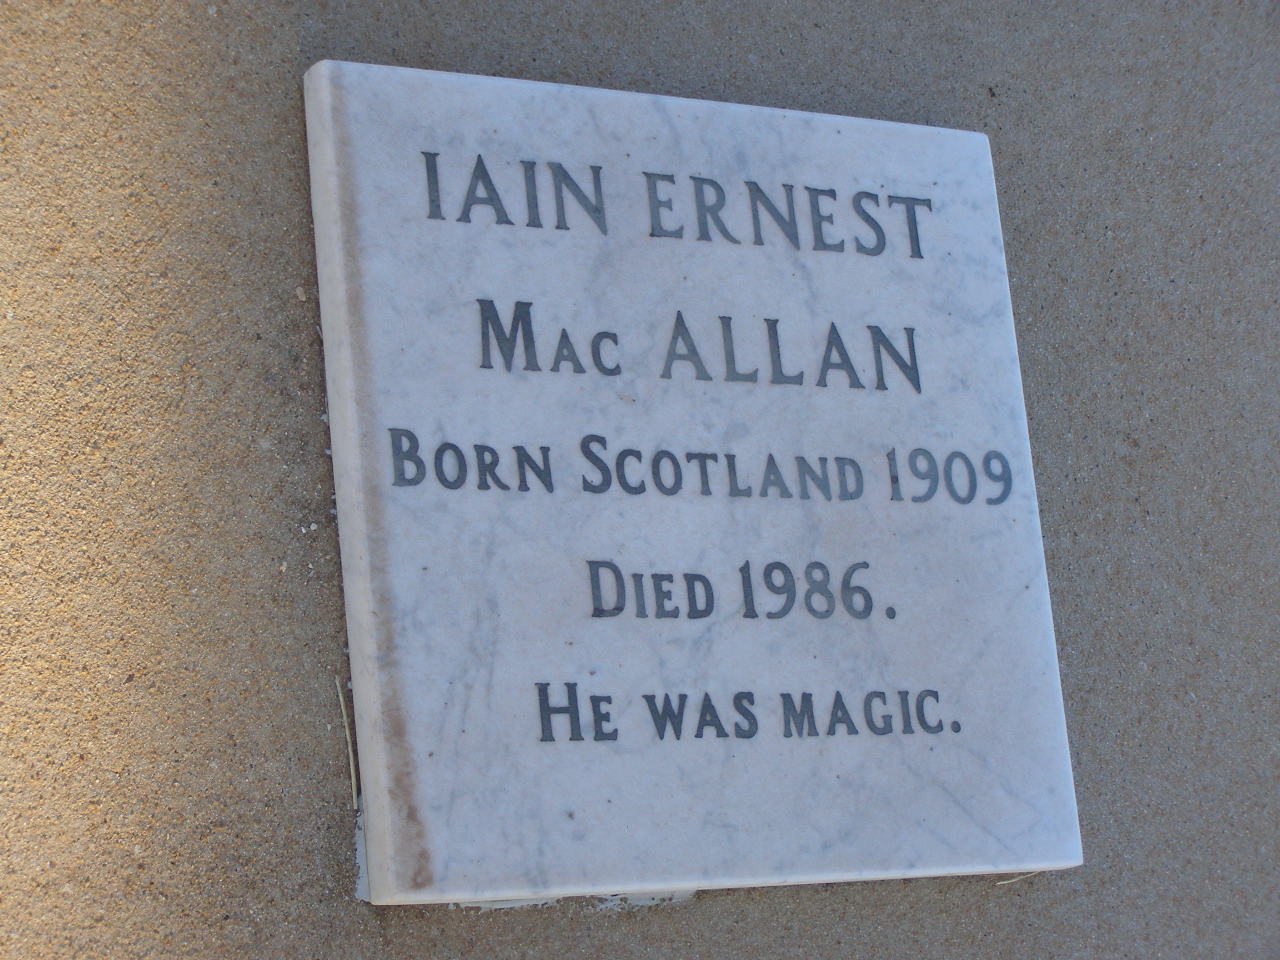 IAIN ERNEST
MAC ALLAN
BORN SCOTLAND 1909
DIED 1986.
HE WAS MAGIC.